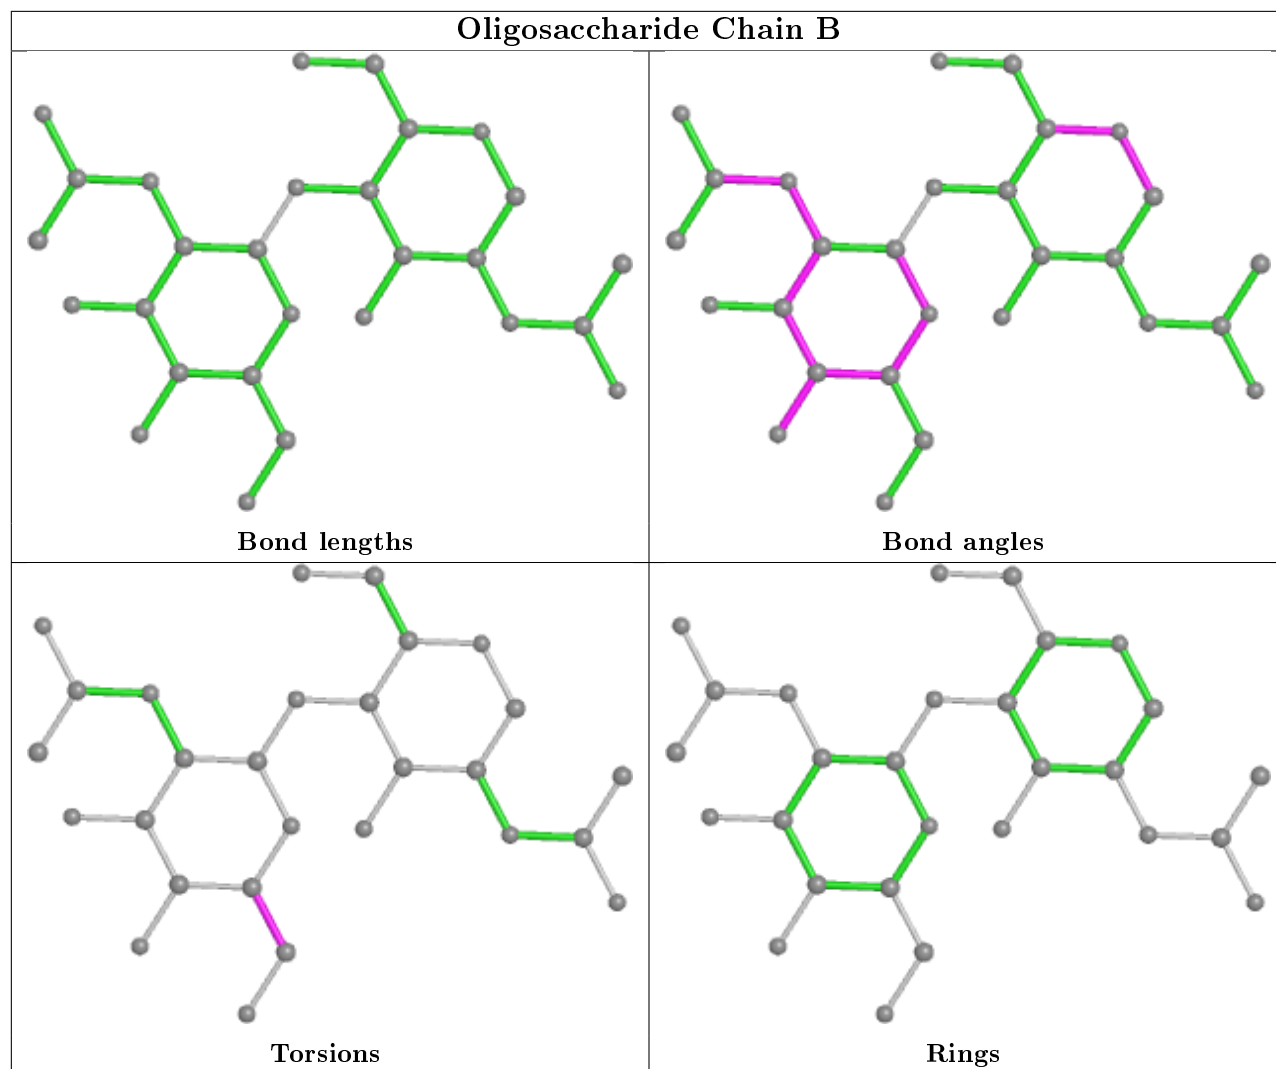 Oligosaccharide Chain B
Bond lengths
Bond angles
Torsions
Rings